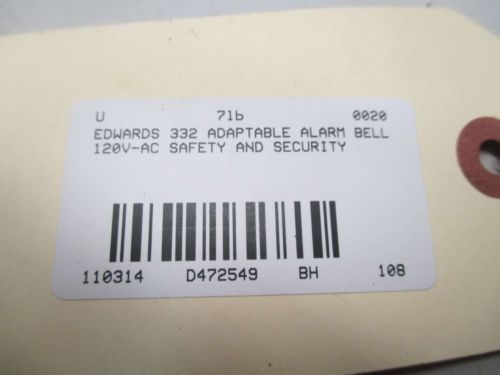 U 71b 0020
EDWARDS 332 ADAPTABLE ALARM BELL
120V-AC SAFETY AND SECURITY
110314 D472549 BH 108